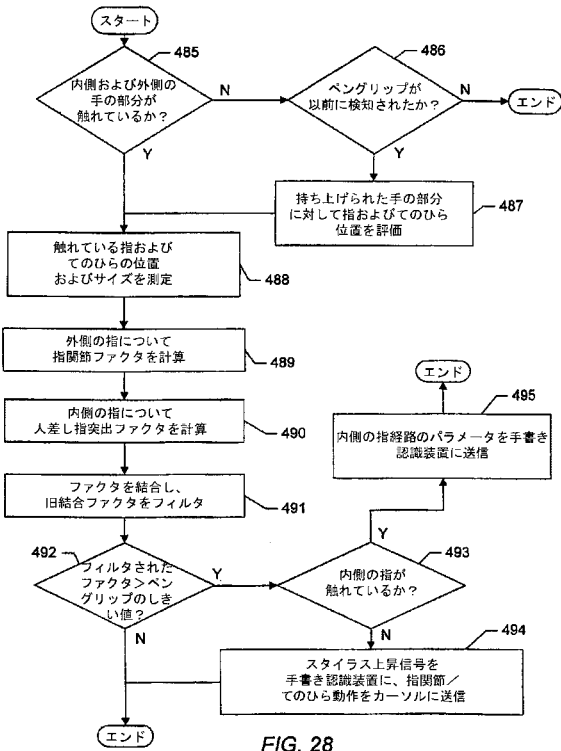 スタート
485
内側および外側の
手の部分が
触れているか？
N
Y
486
ペングリップが
以前に検知されたか？
N
エンド
Y
持ち上げられた手の部分
に対して指およびてのひら
位置を評価
487
触れている指および
てのひらの位置
およびサイズを測定
488
外側の指について
指関節ファクタを計算
489
内側の指について
人差し指突出ファクタを計算
490
ファクタを結合し、
旧結合ファクタをフィルタ
491
492
フィルタされた
ファクタ＞ペン
グリップのしき
い値？
Y
N
493
内側の指が
触れているか？
Y
N
エンド
495
内側の指経路のパラメータを手書き
認識装置に送信
494
スタイラス上昇信号を
手書き認識装置に、指関節／
てのひら動作をカーソルに送信
エンド
FIG. 28